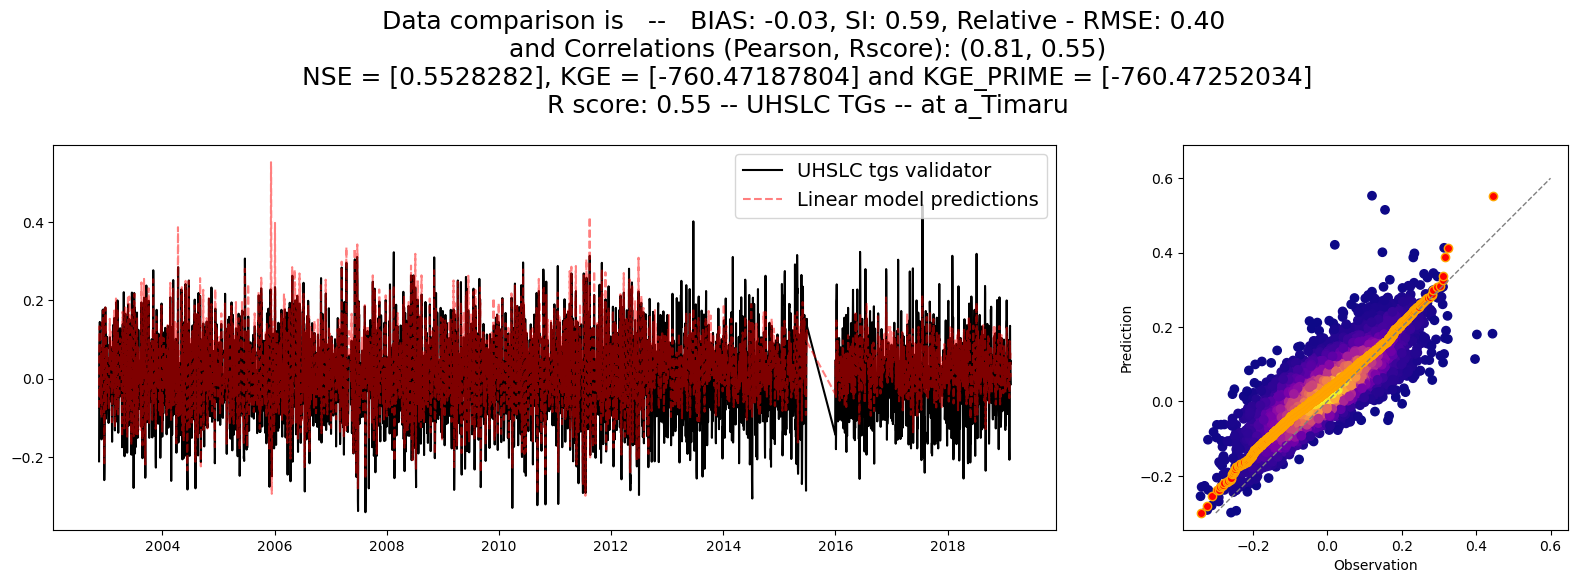 Data comparison is   --   BIAS: -0.03, SI: 0.59, Relative - RMSE: 0.40
and Correlations (Pearson, Rscore): (0.81, 0.55)
NSE = [0.5528282], KGE = [-760.47187804] and KGE_PRIME = [-760.47252034]
R score: 0.55 -- UHSLC TGs -- at a_Timaru
UHSLC tgs validator
Linear model predictions
0.4
0.2
0.0
−0.2
2004 2006 2008 2010 2012 2014 2016 2018
Prediction
0.6
0.4
0.2
0.0
−0.2
−0.2 0.0 0.2 0.4 0.6
Observation